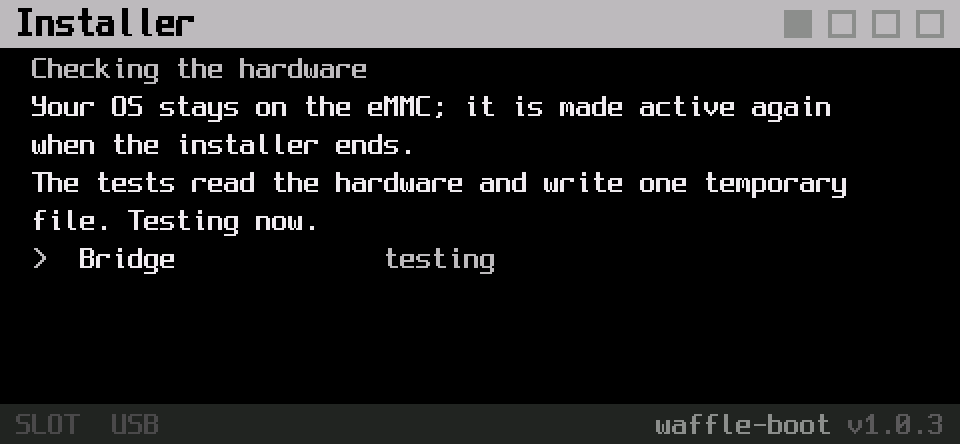 Installer
Checking the hardware
Your OS stays on the eMMC; it is made active again
when the installer ends.
The tests read the hardware and write one temporary
file. Testing now.
> Bridge testing
SLOT USB waffle-boot v1.0.3